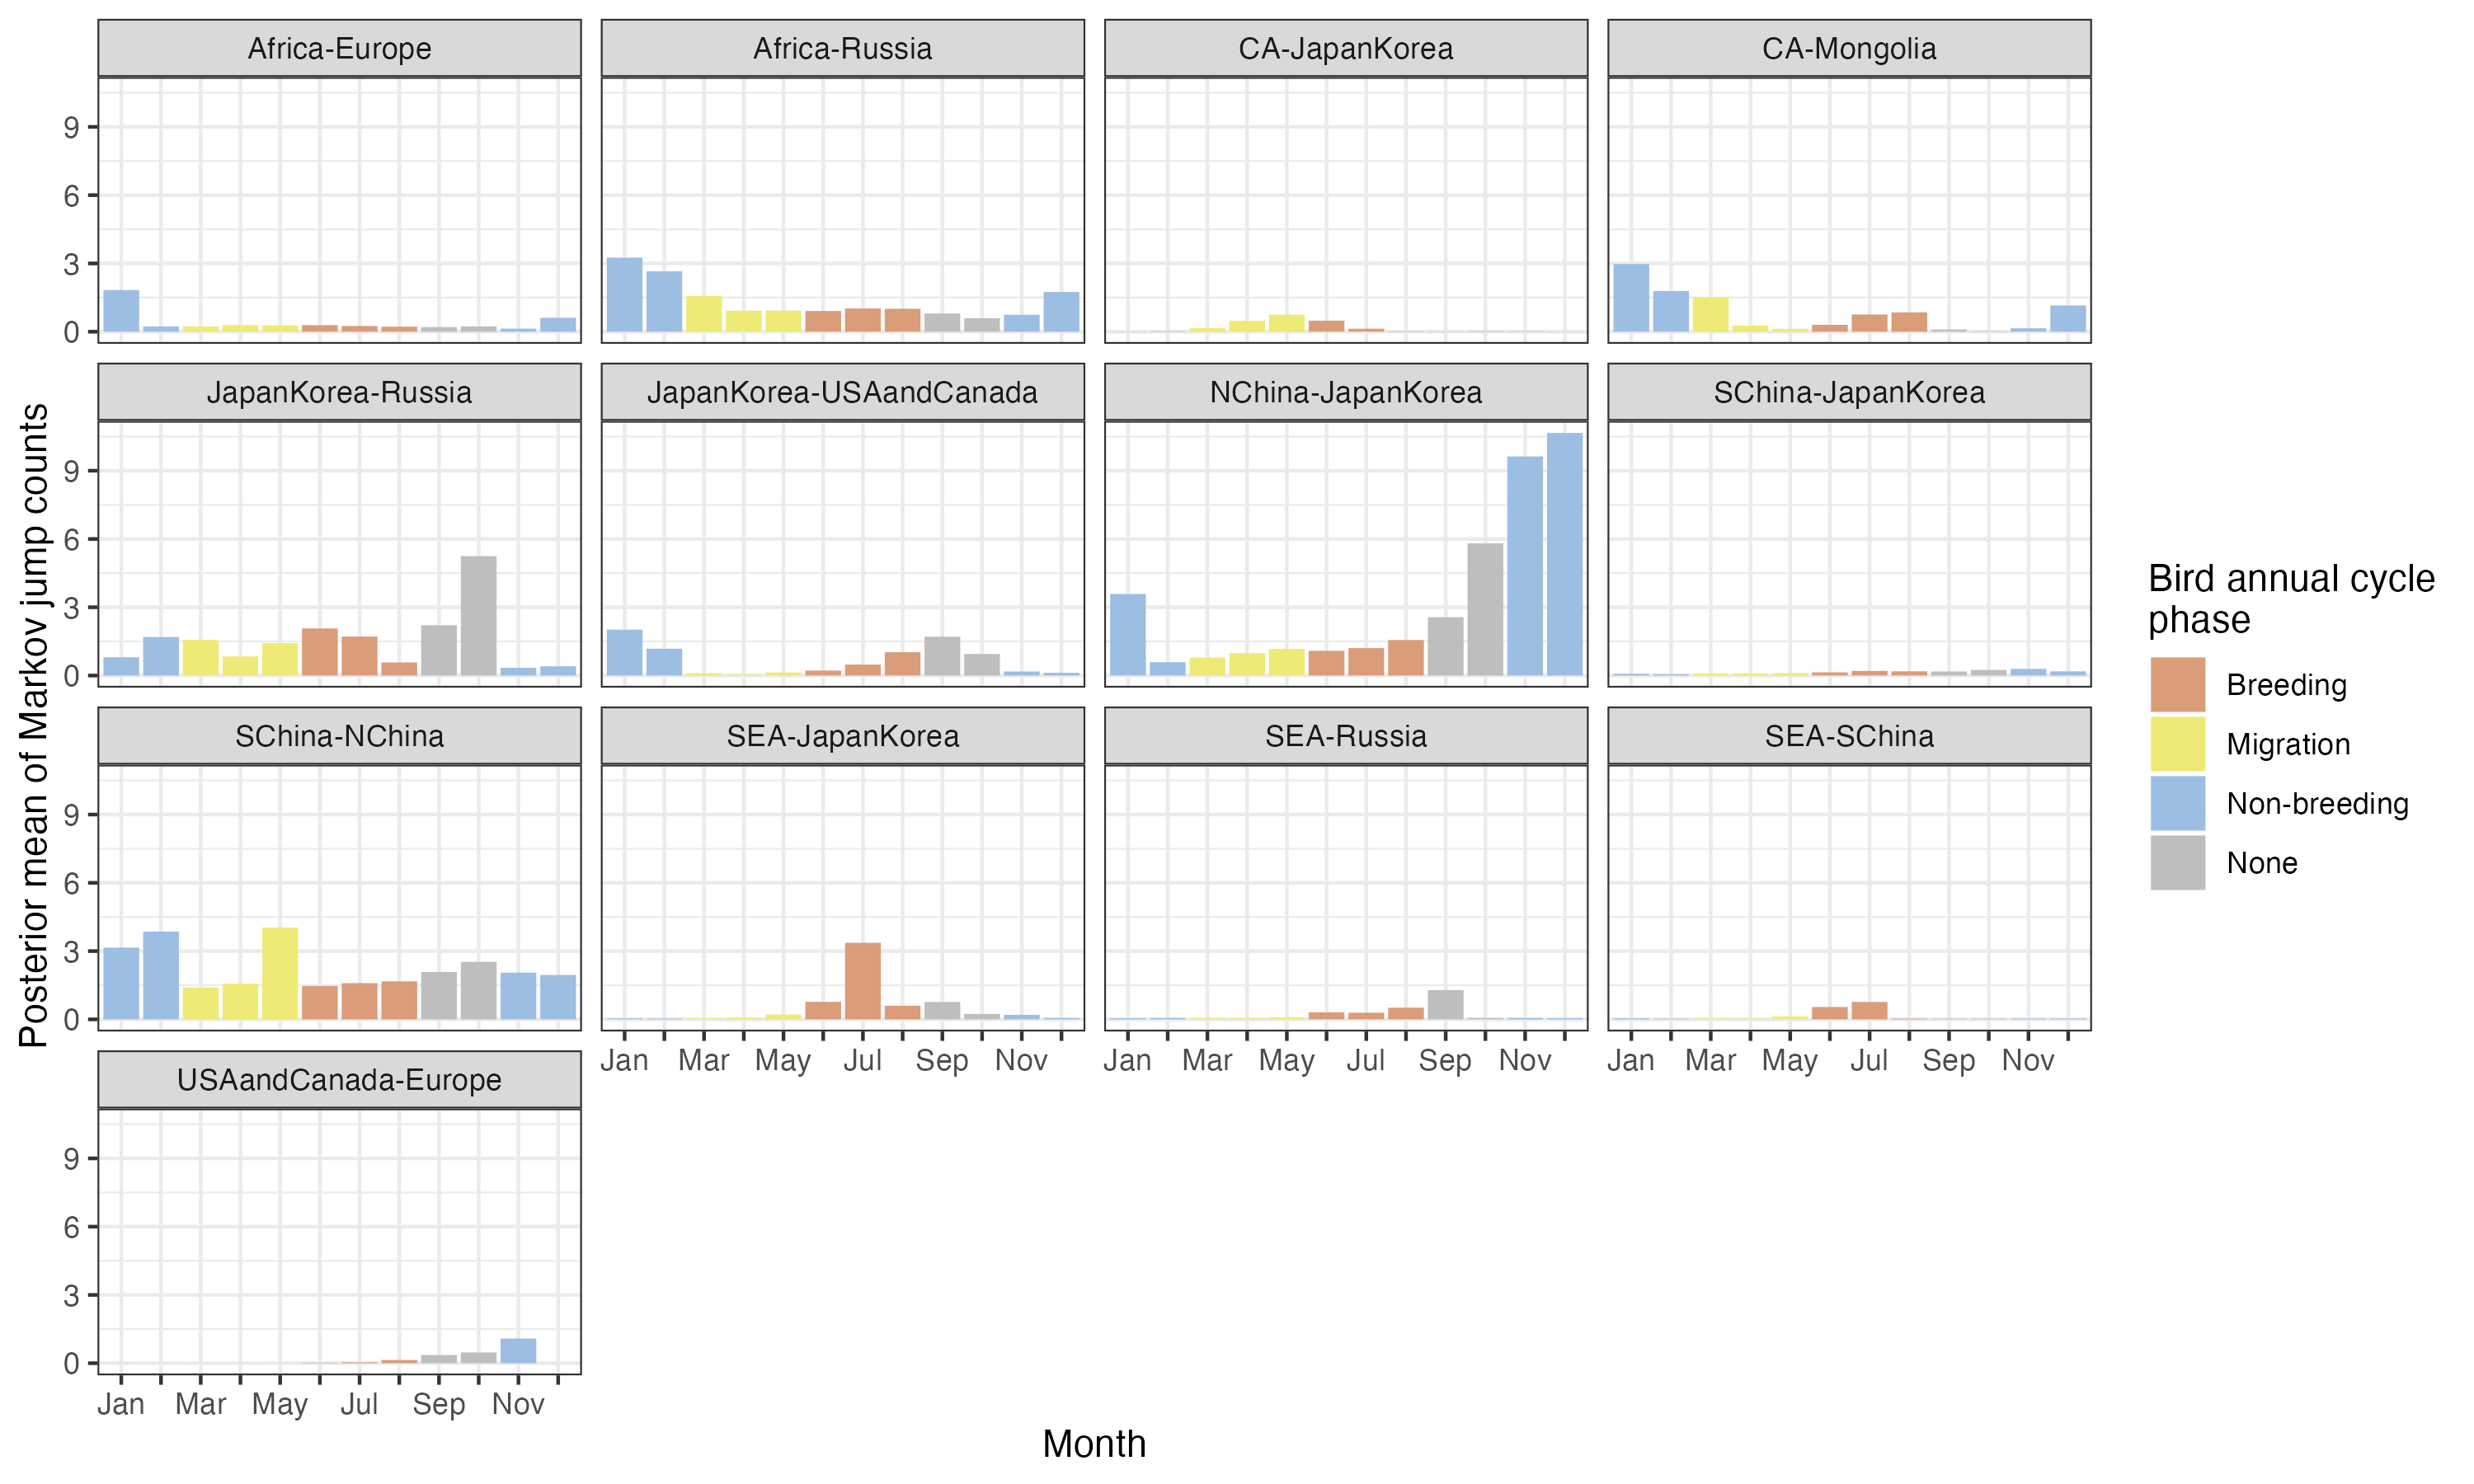 Africa-Europe
Africa-Russia
CA-JapanKorea
CA-Mongolia
9
6
3
0
JapanKorea-Russia
JapanKorea-USAandCanada
NChina-JapanKorea
SChina-JapanKorea
9
6
3
0
SChina-NChina
SEA-JapanKorea
SEA-Russia
SEA-SChina
9
6
3
0
Jan Mar May Jul Sep Nov
Jan Mar May Jul Sep Nov
Jan Mar May Jul Sep Nov
USAandCanada-Europe
9
6
3
0
Jan Mar May Jul Sep Nov
Month
Posterior mean of Markov jump counts
Bird annual cycle
phase
Breeding
Migration
Non-breeding
None